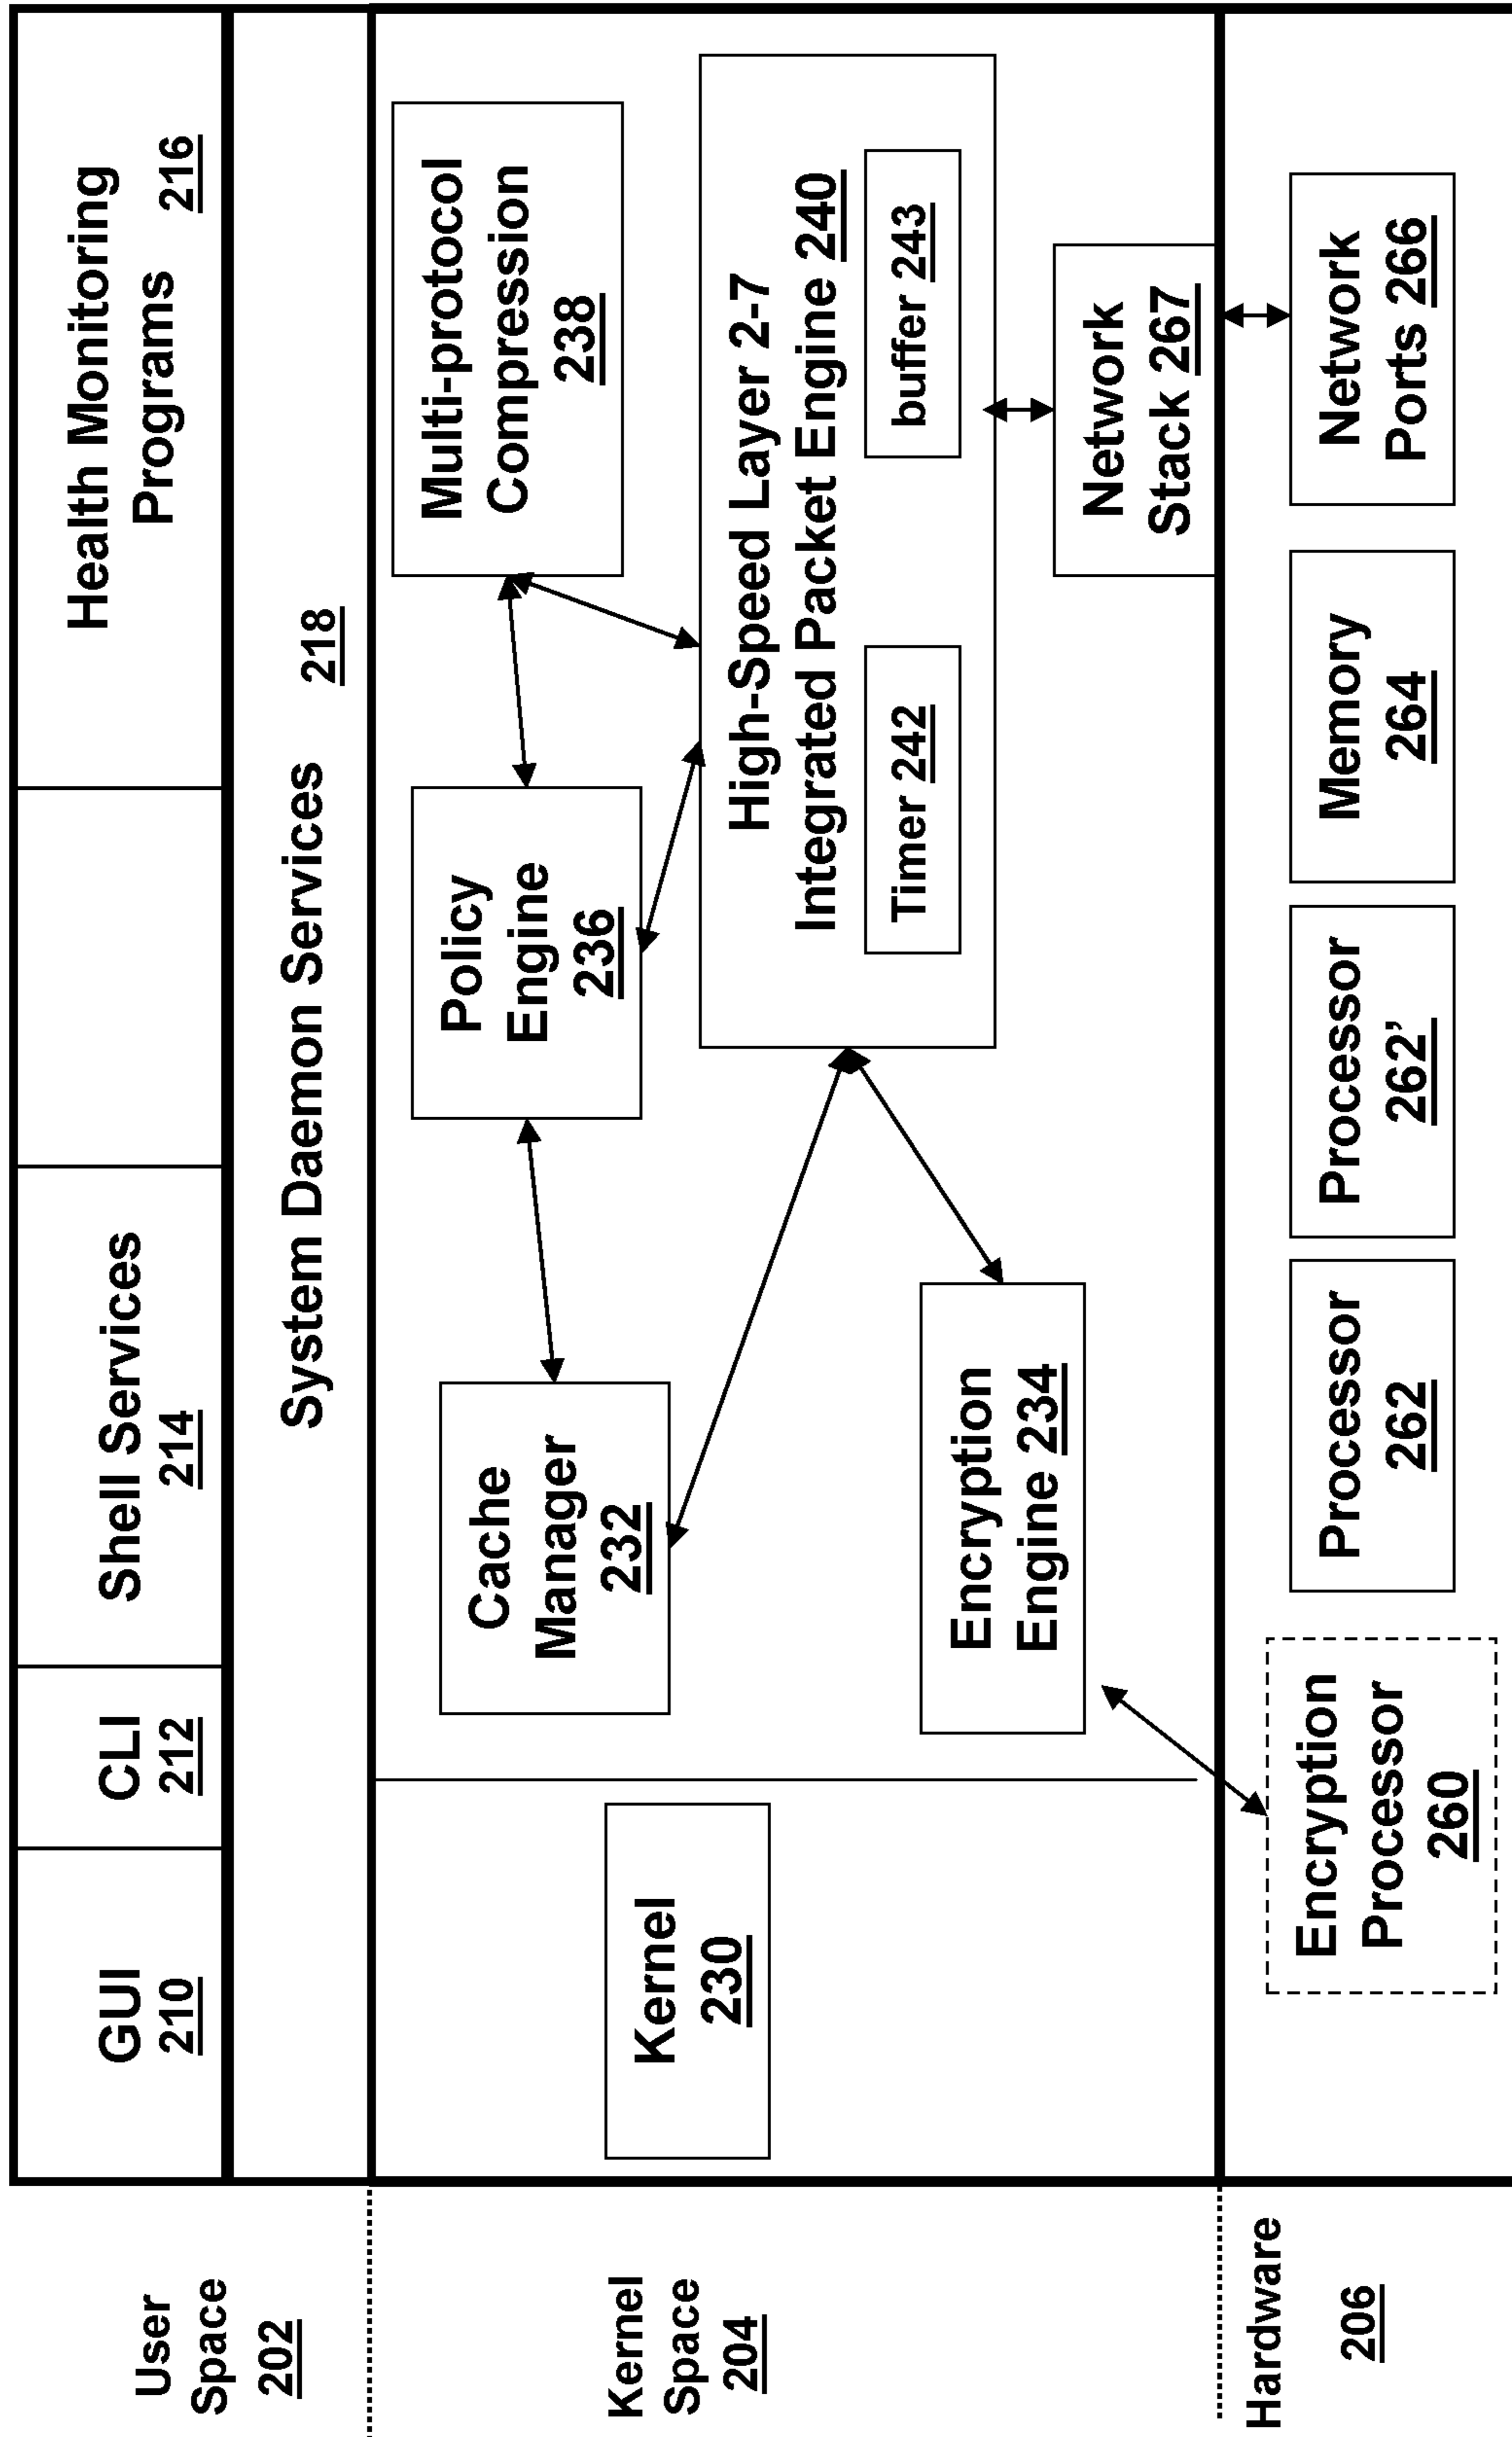 User
Space
202
GUI
210
CLI
212
Shell Services
214
Health Monitoring
Programs 216
System Daemon Services 218
Kernel
Space
204
Kernel
230
Cache
Manager
232
Policy
Engine
236
Multi-protocol
Compression
238
High-Speed Layer 2-7
Integrated Packet Engine 240
Timer 242
buffer 243
Encryption
Engine 234
Network
Stack 267
Hardware
206
Encryption
Processor
260
Processor
262
Processor
262’
Memory
264
Network
Ports 266